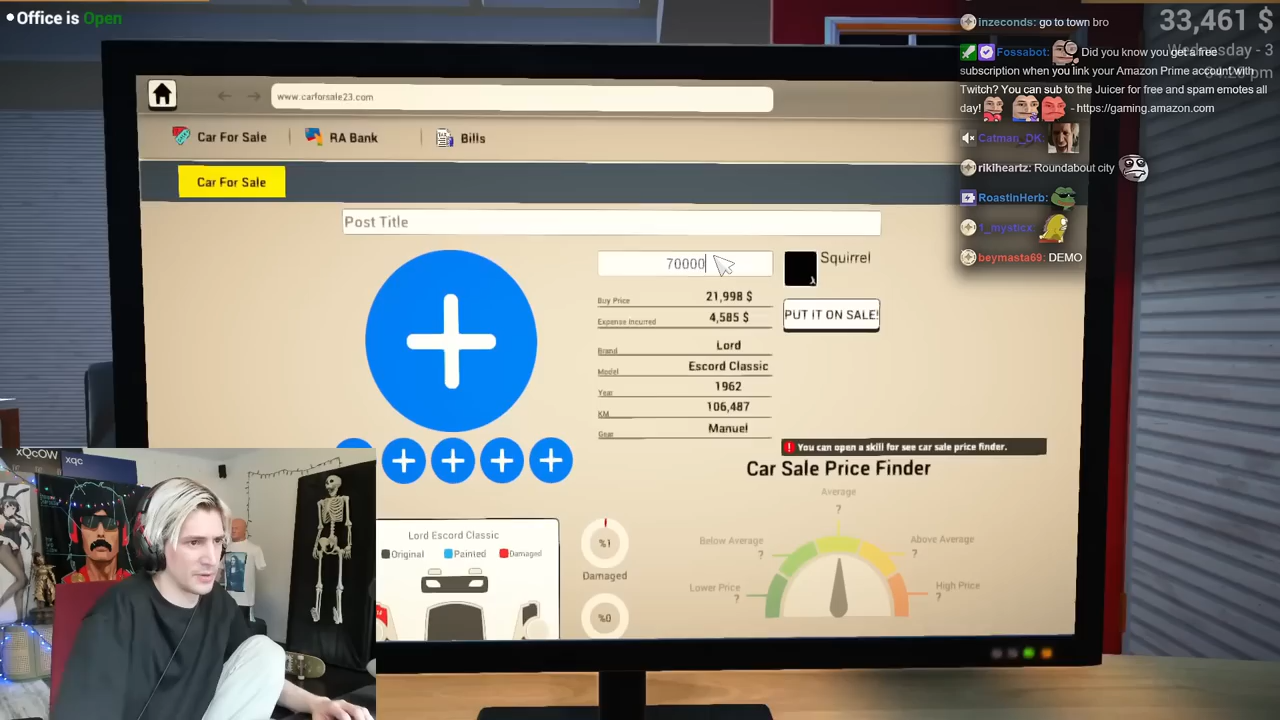 Office is Open
33,461 $
Wednesday - 3
inzeconds: go to town bro
Fossabot: Did you know you get a free
subscription when you link your Amazon Prime account with
Twitch? You can sub to the Juicer for free and spam emotes all
day! - https://gaming.amazon.com
Catman_DK:
rikiheartz: Roundabout city
RoastinHerb:
1_mysticx:
beymasta69: DEMO
www.carforsale23.com
Car For Sale
RA Bank
Bills
Car For Sale
Post Title
70000
Squirrel
Buy Price 21,998 $
Expense Incurred 4,585 $
PUT IT ON SALE!
Brand Lord
Model Escord Classic
Year 1962
KM 106,487
Gear Manuel
! You can open a skill for see car sale price finder.
Car Sale Price Finder
Average
?
Below Average
?
Above Average
?
Lower Price
?
High Price
?
Lord Escord Classic
Original Painted Damaged
%1
Damaged
%0
xQcOW
xqc